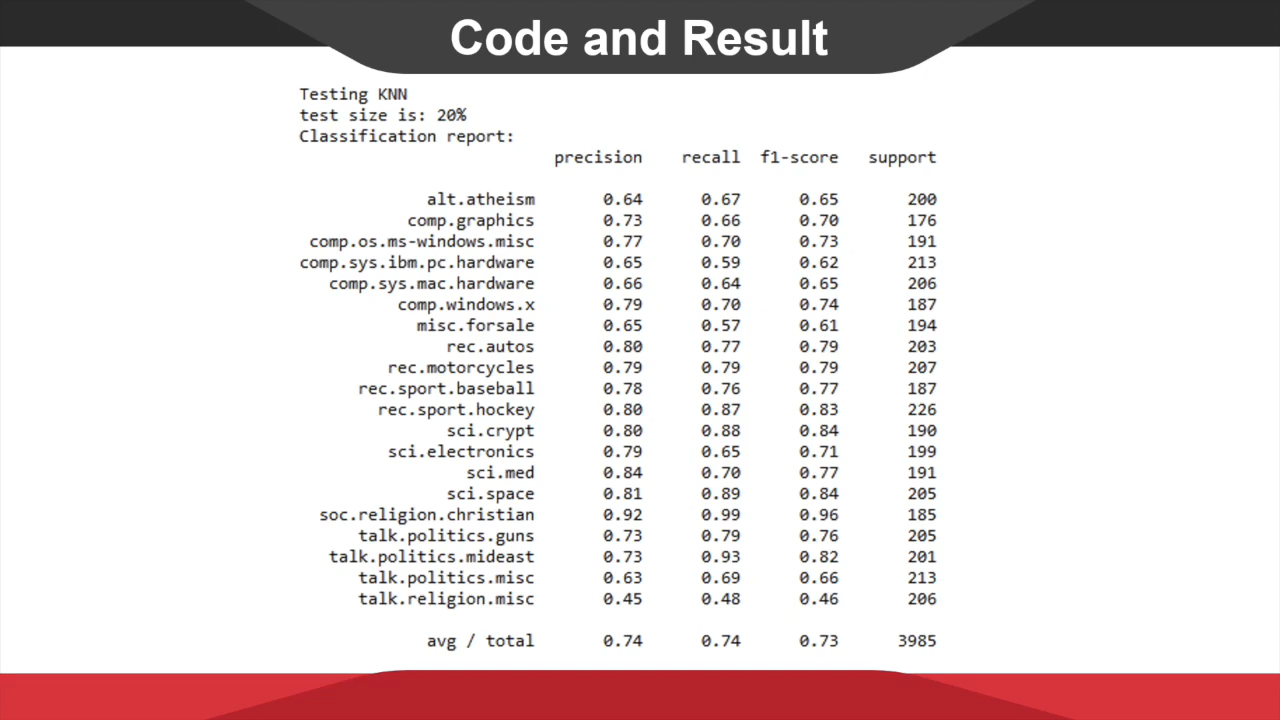 Code and Result
Testing KNN
test size is: 20%
Classification report:
precision recall f1-score support
alt.atheism 0.64 0.67 0.65 200
comp.graphics 0.73 0.66 0.70 176
comp.os.ms-windows.misc 0.77 0.70 0.73 191
comp.sys.ibm.pc.hardware 0.65 0.59 0.62 213
comp.sys.mac.hardware 0.66 0.64 0.65 206
comp.windows.x 0.79 0.70 0.74 187
misc.forsale 0.65 0.57 0.61 194
rec.autos 0.80 0.77 0.79 203
rec.motorcycles 0.79 0.79 0.79 207
rec.sport.baseball 0.78 0.76 0.77 187
rec.sport.hockey 0.80 0.87 0.83 226
sci.crypt 0.80 0.88 0.84 190
sci.electronics 0.79 0.65 0.71 199
sci.med 0.84 0.70 0.77 191
sci.space 0.81 0.89 0.84 205
soc.religion.christian 0.92 0.99 0.96 185
talk.politics.guns 0.73 0.79 0.76 205
talk.politics.mideast 0.73 0.93 0.82 201
talk.politics.misc 0.63 0.69 0.66 213
talk.religion.misc 0.45 0.48 0.46 206
avg / total 0.74 0.74 0.73 3985